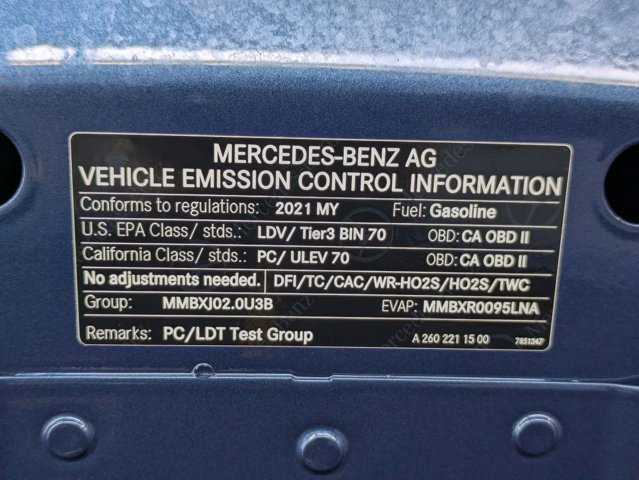 MERCEDES-BENZ AG
VEHICLE EMISSION CONTROL INFORMATION
Conforms to regulations: 2021 MY Fuel: Gasoline
U.S. EPA Class/ stds.: LDV/ Tier3 BIN 70 OBD: CA OBD II
California Class/ stds.: PC/ ULEV 70 OBD: CA OBD II
No adjustments needed. DFI/TC/CAC/WR-HO2S/HO2S/TWC
Group: MMBXJ02.0U3B EVAP: MMBXR0095LNA
Remarks: PC/LDT Test Group A 260 221 15 00 7851347